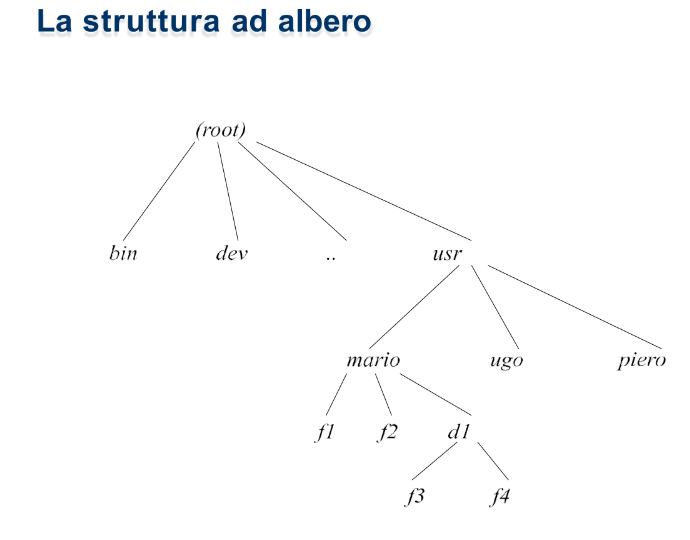 La struttura ad albero
(root)
bin dev .. usr
mario ugo piero
f1 f2 d1
f3 f4